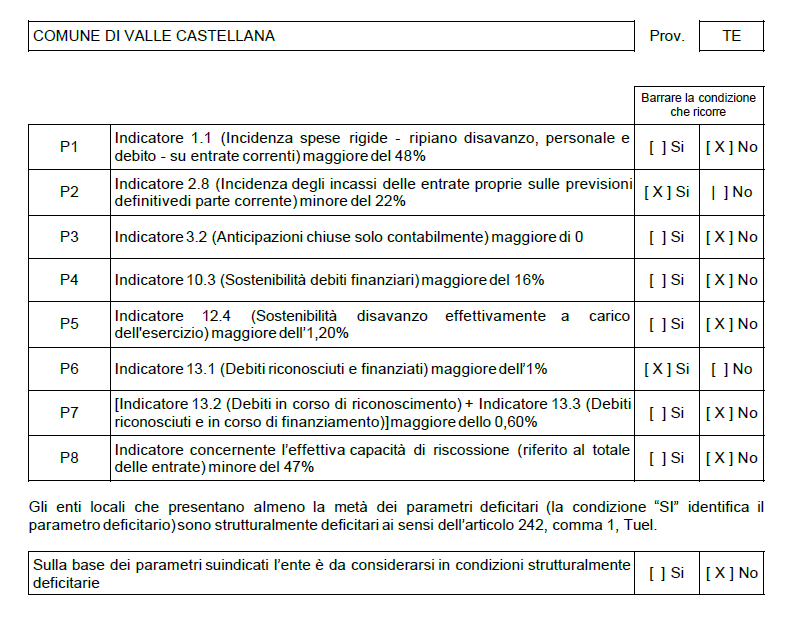 COMUNE DI VALLE CASTELLANA Prov. TE
Barrare la condizione
che ricorre
P1 Indicatore 1.1 (Incidenza spese rigide - ripiano disavanzo, personale e
debito - su entrate correnti) maggiore del 48% [ ] Si [ X ] No
P2 Indicatore 2.8 (Incidenza degli incassi delle entrate proprie sulle previsioni
definitivedi parte corrente) minore del 22% [ X ] Si | ] No
P3 Indicatore 3.2 (Anticipazioni chiuse solo contabilmente) maggiore di 0 [ ] Si [ X ] No
P4 Indicatore 10.3 (Sostenibilità debiti finanziari) maggiore del 16% [ ] Si [ X ] No
P5 Indicatore 12.4 (Sostenibilità disavanzo effettivamente a carico
dell'esercizio) maggiore dell'1,20% [ ] Si [ X ] No
P6 Indicatore 13.1 (Debiti riconosciuti e finanziati) maggiore dell'1% [ X ] Si [ ] No
P7 [Indicatore 13.2 (Debiti in corso di riconoscimento) + Indicatore 13.3 (Debiti
riconosciuti e in corso di finanziamento)] maggiore dello 0,60% [ ] Si [ X ] No
P8 Indicatore concernente l'effettiva capacità di riscossione (riferito al totale
delle entrate) minore del 47% [ ] Si [ X ] No
Gli enti locali che presentano almeno la metà dei parametri deficitari (la condizione “SI” identifica il
parametro deficitario) sono strutturalmente deficitari ai sensi dell'articolo 242, comma 1, Tuel.
Sulla base dei parametri suindicati l'ente è da considerarsi in condizioni strutturalmente
deficitarie [ ] Si [ X ] No